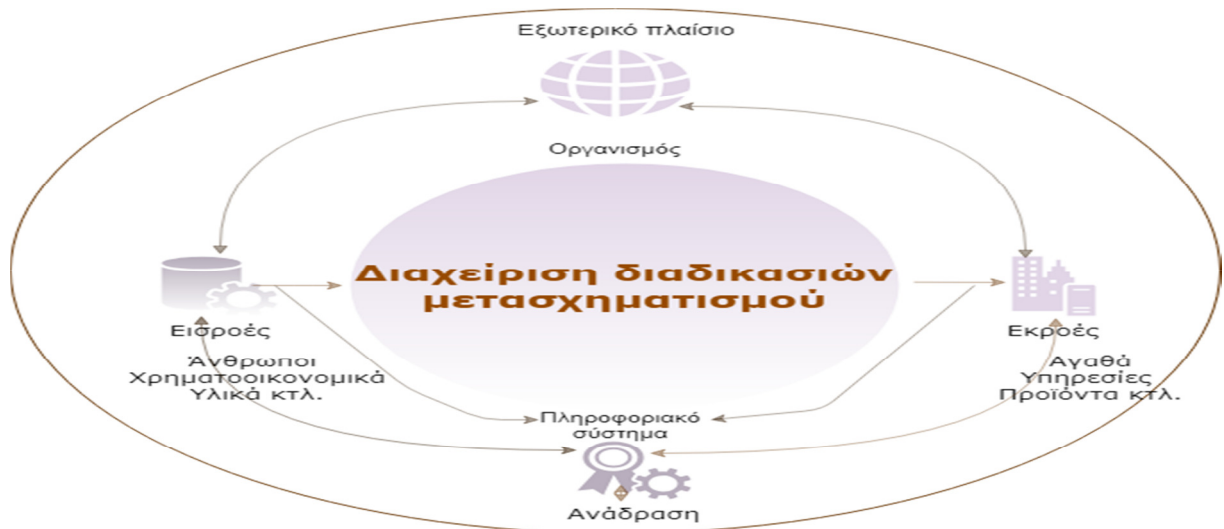 Εξωτερικό πλαίσιο
Οργανισμός
Διαχείριση διαδικασιών
μετασχηματισμού
Εισροές
Άνθρωποι
Χρηματοοικονομικά
Υλικά κτλ.
Εκροές
Αγαθά
Υπηρεσίες
Προϊόντα κτλ.
Πληροφοριακό
σύστημα
Ανάδραση